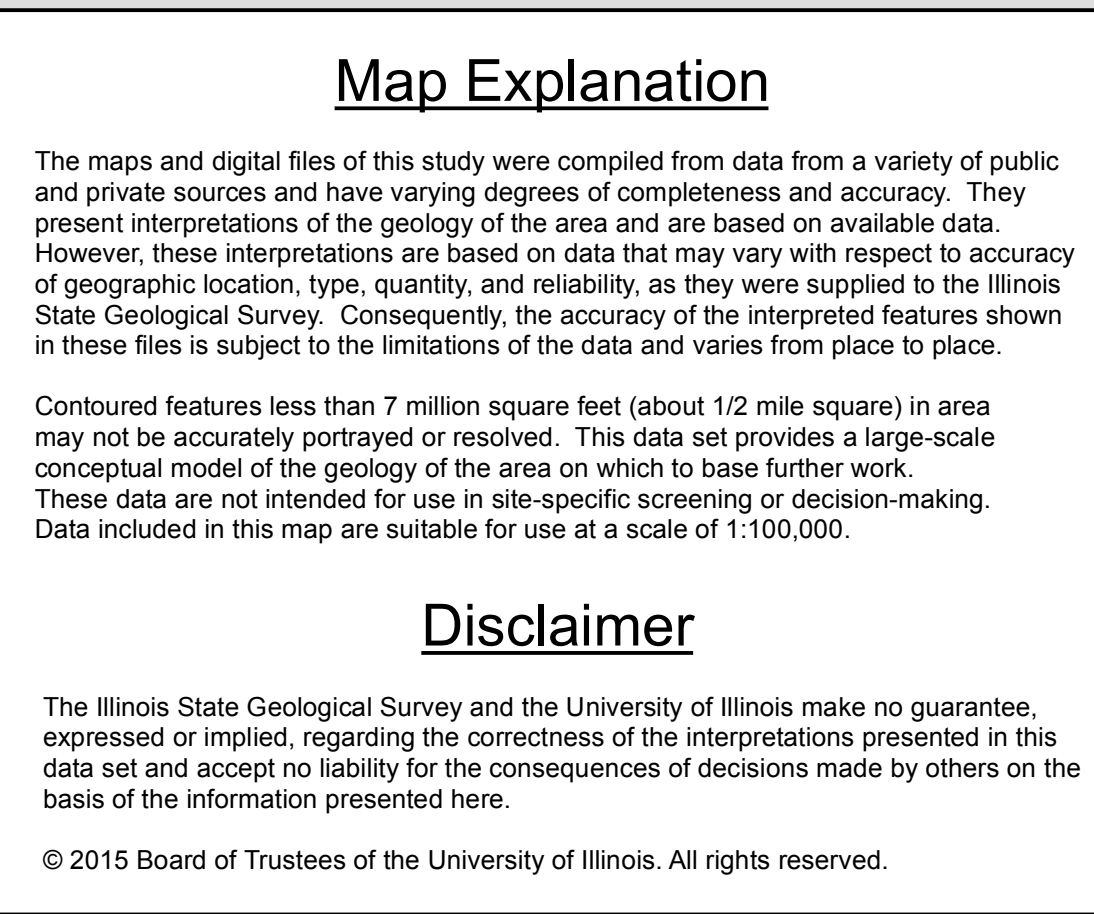 Map Explanation
The maps and digital files of this study were compiled from data from a variety of public
and private sources and have varying degrees of completeness and accuracy.  They
present interpretations of the geology of the area and are based on available data.
However, these interpretations are based on data that may vary with respect to accuracy
of geographic location, type, quantity, and reliability, as they were supplied to the Illinois
State Geological Survey.  Consequently, the accuracy of the interpreted features shown
in these files is subject to the limitations of the data and varies from place to place.
Contoured features less than 7 million square feet (about 1/2 mile square) in area
may not be accurately portrayed or resolved.  This data set provides a large-scale
conceptual model of the geology of the area on which to base further work.
These data are not intended for use in site-specific screening or decision-making.
Data included in this map are suitable for use at a scale of 1:100,000.
Disclaimer
The Illinois State Geological Survey and the University of Illinois make no guarantee,
expressed or implied, regarding the correctness of the interpretations presented in this
data set and accept no liability for the consequences of decisions made by others on the
basis of the information presented here.
© 2015 Board of Trustees of the University of Illinois. All rights reserved.